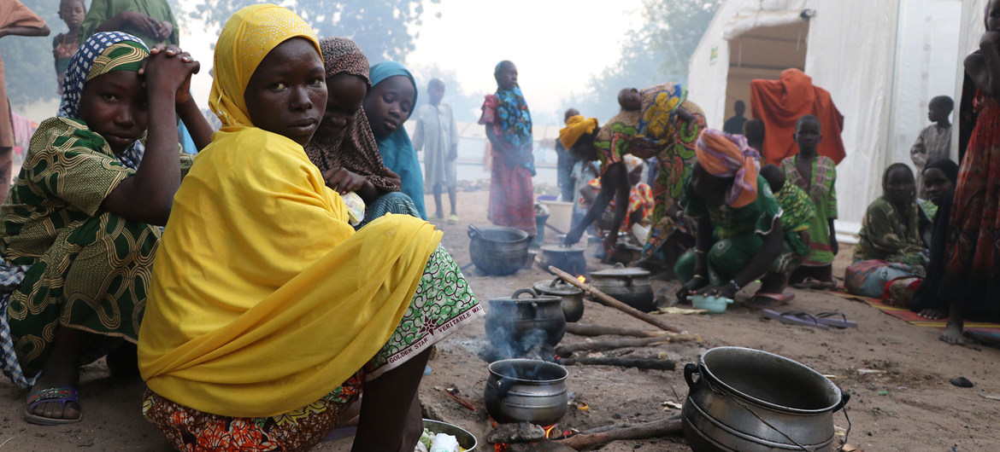 GOLDEN STAR VERITABLE WAX